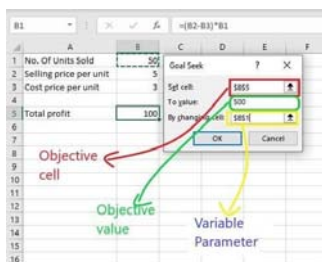 B1
fx
=(B2-B3)*B1
A B C D E F
1 No. Of Units Sold 50
2 Selling price per unit 5
3 Cost price per unit 3
4
5 Total profit 100
6
7
8
9
10
11
12
13
14
15
16
Goal Seek ? ×
Set cell: $B$5
To value: 500
By changing cell: $B$1
OK Cancel
Objective
cell
Objective
value
Variable
Parameter